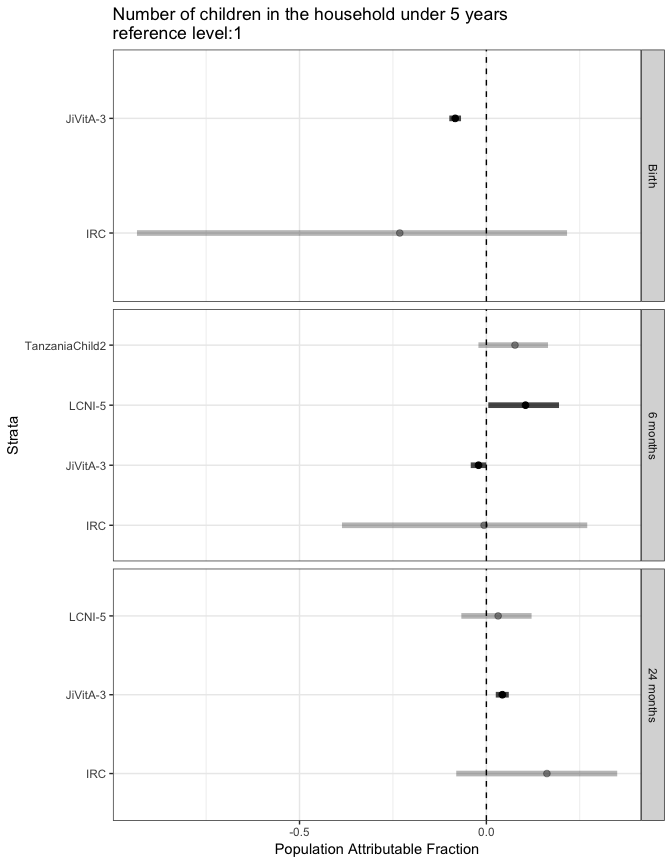 Number of children in the household under 5 years
reference level:1
JiVitA-3
IRC
Birth
TanzaniaChild2
LCNI-5
JiVitA-3
IRC
6 months
LCNI-5
JiVitA-3
IRC
24 months
Strata
-0.5
0.0
Population Attributable Fraction